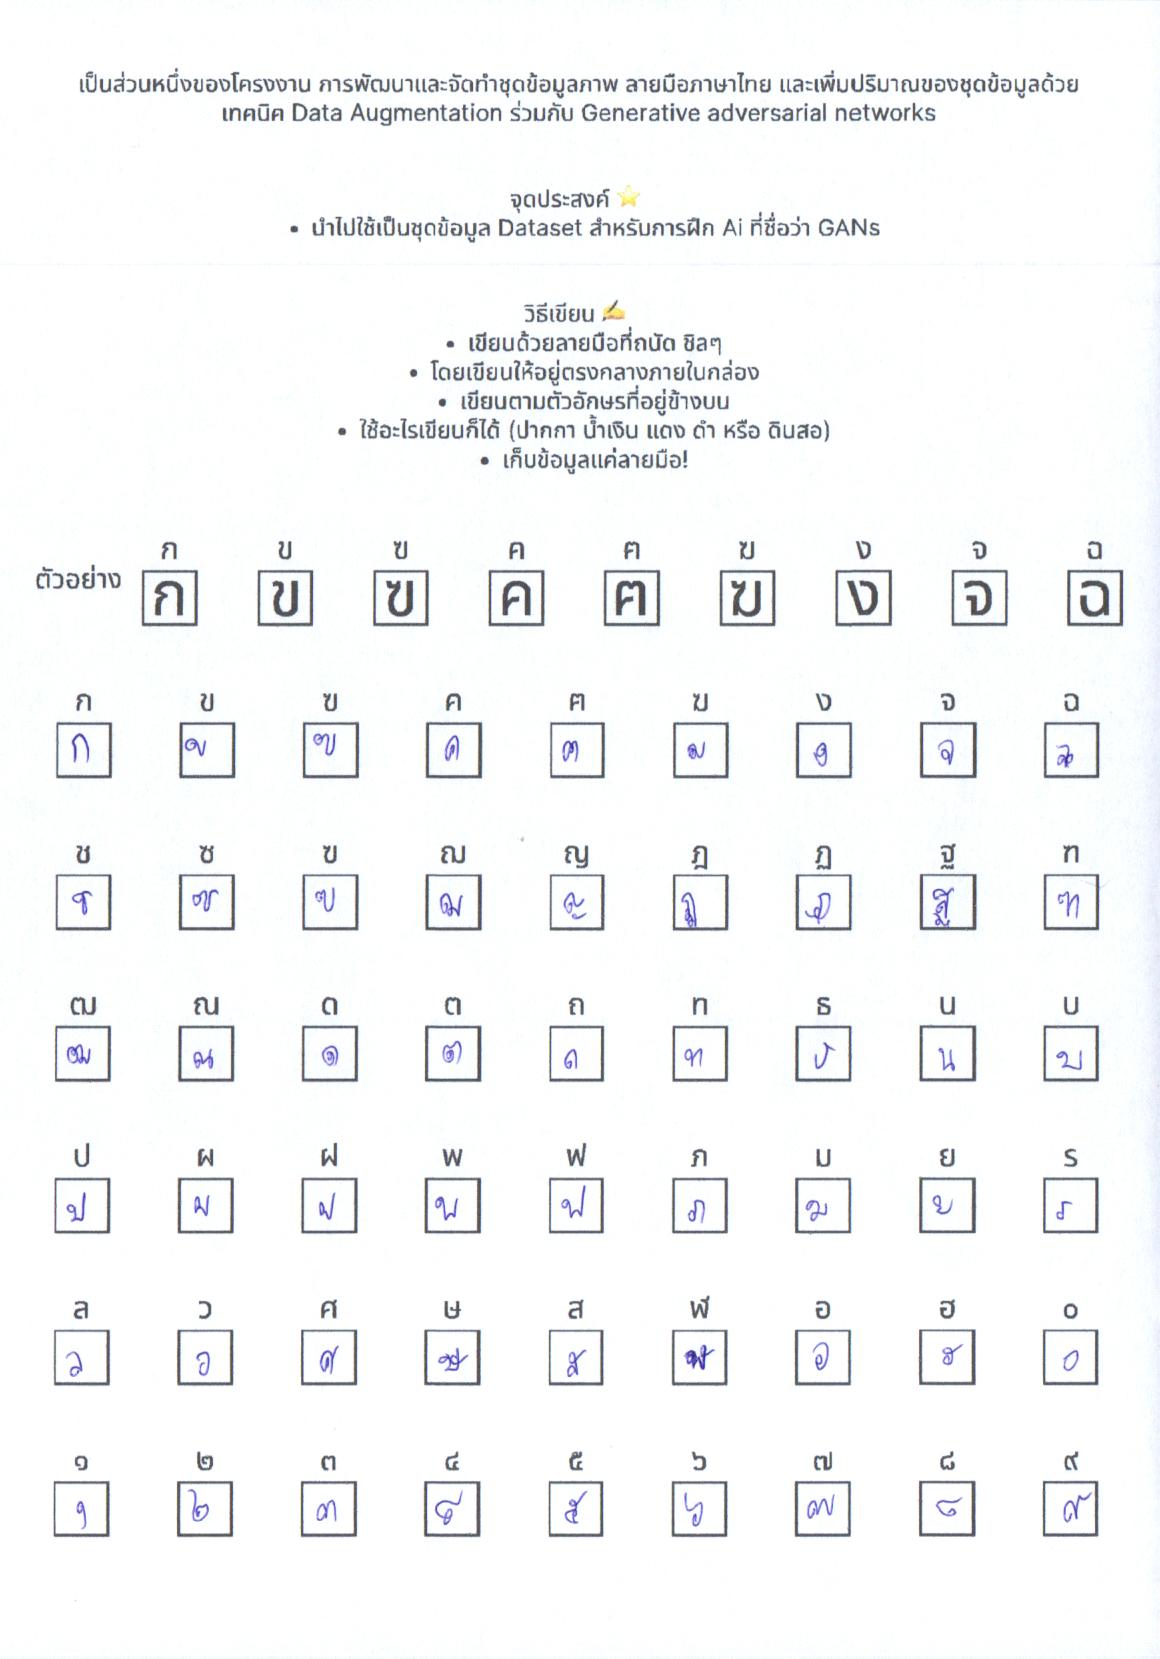 เป็นส่วนหนึ่งของโครงงาน การพัฒนาและจัดทำชุดข้อมูลภาพ ลายมือภาษาไทย และเพิ่มปริมาณของชุดข้อมูลด้วย
เทคนิค Data Augmentation ร่วมกับ Generative adversarial networks
จุดประสงค์ ⭐
• นำไปใช้เป็นชุดข้อมูล Dataset สำหรับการฝึก Ai ที่ชื่อว่า GANs
วิธีเขียน ✍️
• เขียนด้วยลายมือที่ถนัด ชิลๆ
• โดยเขียนให้อยู่ตรงกลางภายในกล่อง
• เขียนตามตัวอักษรที่อยู่ข้างบน
• ใช้อะไรเขียนก็ได้ (ปากกา น้ำเงิน แดง ดำ หรือ ดินสอ)
• เก็บข้อมูลแค่ลายมือ!
ก ข ฃ ค ฅ ฆ ง จ ฉ
ตัวอย่าง ก ข ฃ ค ฅ ฆ ง จ ฉ
ก ข ฃ ค ฅ ฆ ง จ ฉ
ก ข ฃ ค ฅ ฆ ง จ ฉ
ช ซ ฃ ฌ ญ ฎ ฏ ฐ ฑ
ช ซ ฃ ฌ ญ ฎ ฏ ฐ ฑ
ฒ ณ ด ต ถ ท ธ น บ
ฒ ณ ด ต ถ ท ธ น บ
ป ผ ฝ พ ฟ ภ ม ย ร
ป ผ ฝ พ ฟ ภ ม ย ร
ล ว ศ ษ ส ฬ อ ฮ ๐
ล ว ศ ษ ส ฬ อ ฮ ๐
๑ ๒ ๓ ๔ ๕ ๖ ๗ ๘ ๙
๑ ๒ ๓ ๔ ๕ ๖ ๗ ๘ ๙